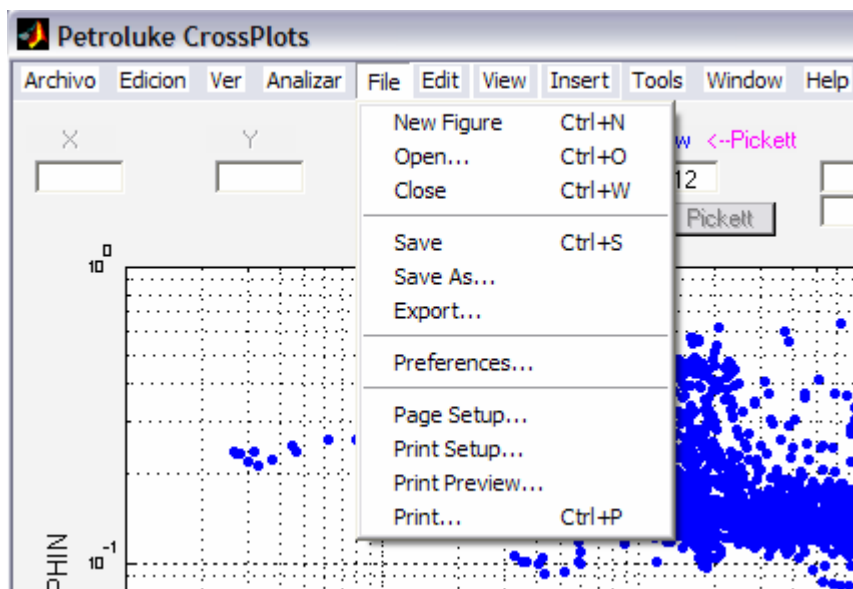 Petroluke CrossPlots
Archivo Edicion Ver Analizar File Edit View Insert Tools Window Help
X Y w <--Pickett
12
Pickett
New Figure Ctrl+N
Open... Ctrl+O
Close Ctrl+W
Save Ctrl+S
Save As...
Export...
Preferences...
Page Setup...
Print Setup...
Print Preview...
Print... Ctrl+P
10 0
10 -1
PHIN